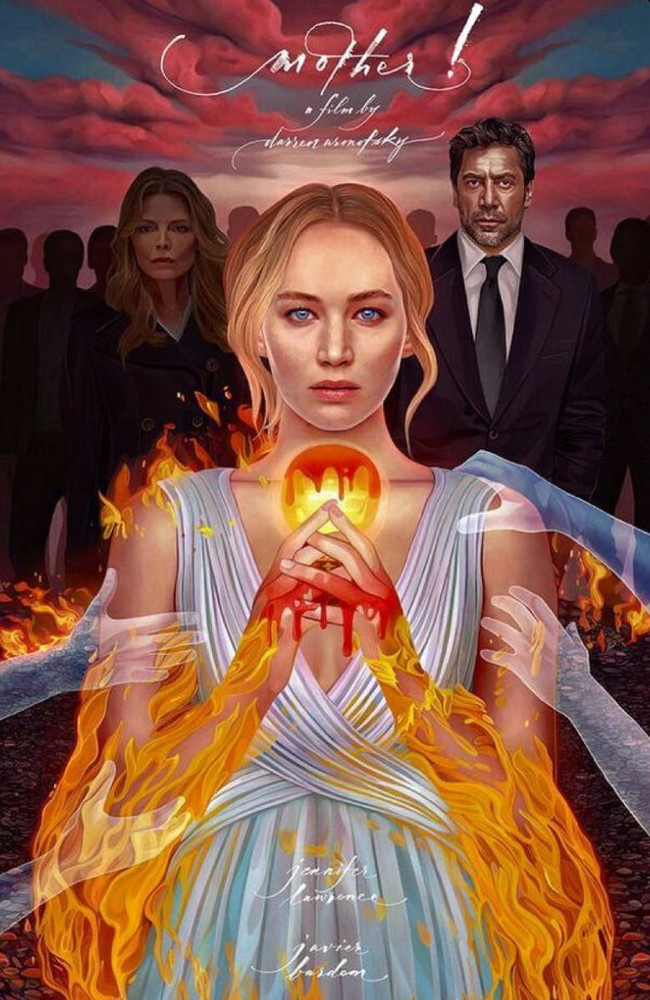 mother!
a film by
darren aronofsky
jennifer
lawrence
javier
bardem